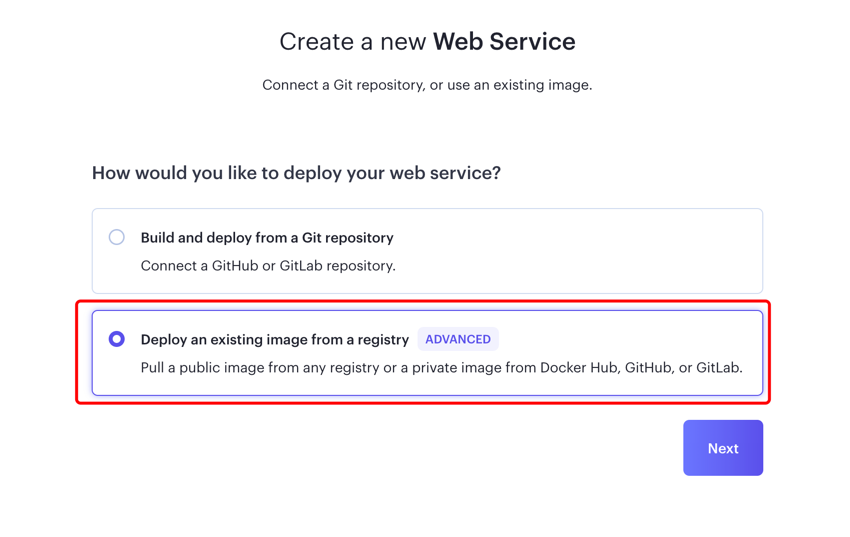 Create a new Web Service
Connect a Git repository, or use an existing image.
How would you like to deploy your web service?
Build and deploy from a Git repository
Connect a GitHub or GitLab repository.
Deploy an existing image from a registry ADVANCED
Pull a public image from any registry or a private image from Docker Hub, GitHub, or GitLab.
Next